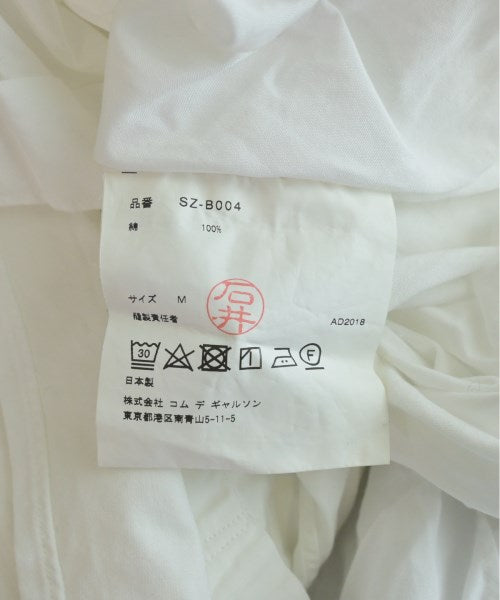 品番 SZ-B004
綿 100%
サイズ M
石井
縫製責任者 AD2018
30 F
日本製
株式会社 コム デ ギャルソン
東京都港区南青山5-11-5